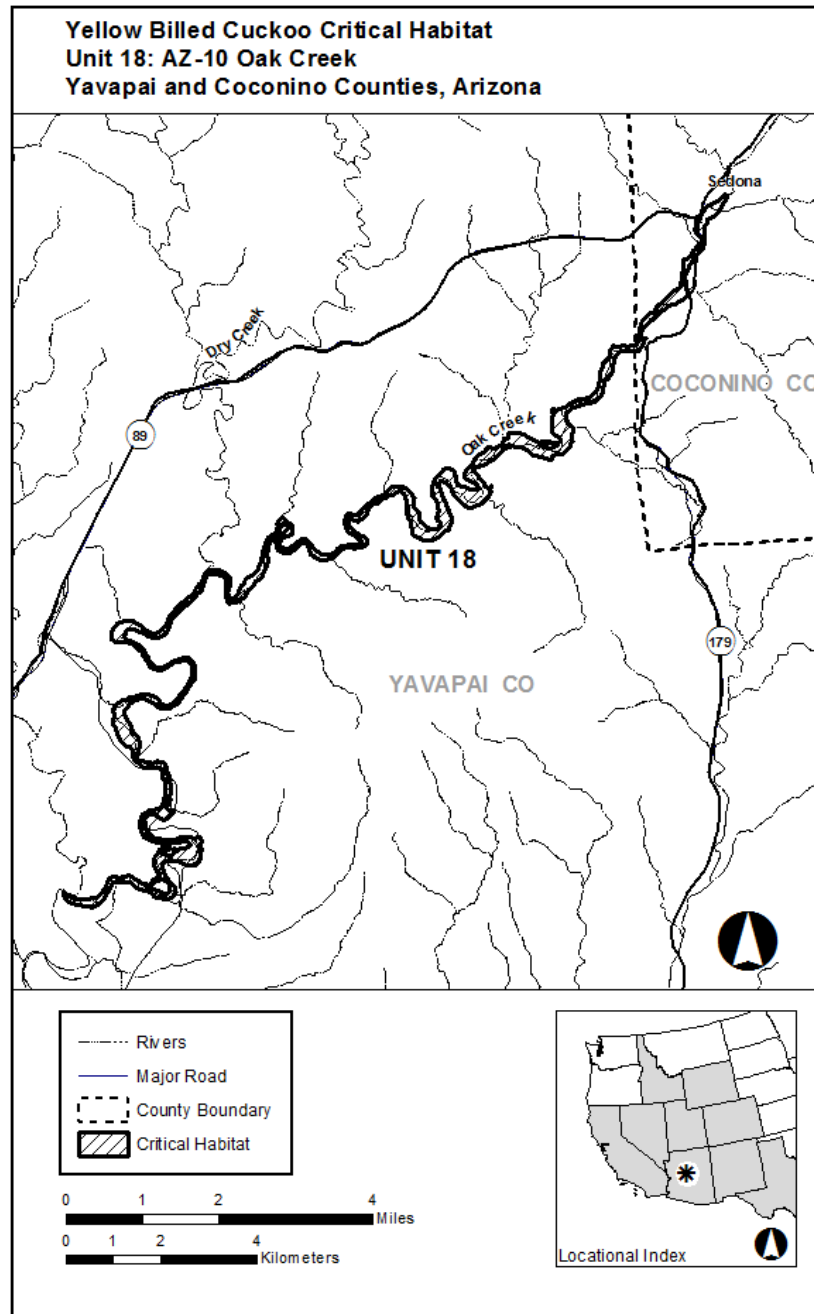 Yellow Billed Cuckoo Critical Habitat
Unit 18: AZ-10 Oak Creek
Yavapai and Coconino Counties, Arizona
Sedona
Dry Creek
COCONINO CO
89
Oak Creek
UNIT 18
179
YAVAPAI CO
Rivers
Major Road
County Boundary
Critical Habitat
0 1 2 4
Miles
0 1 2 4
Kilometers
Locational Index